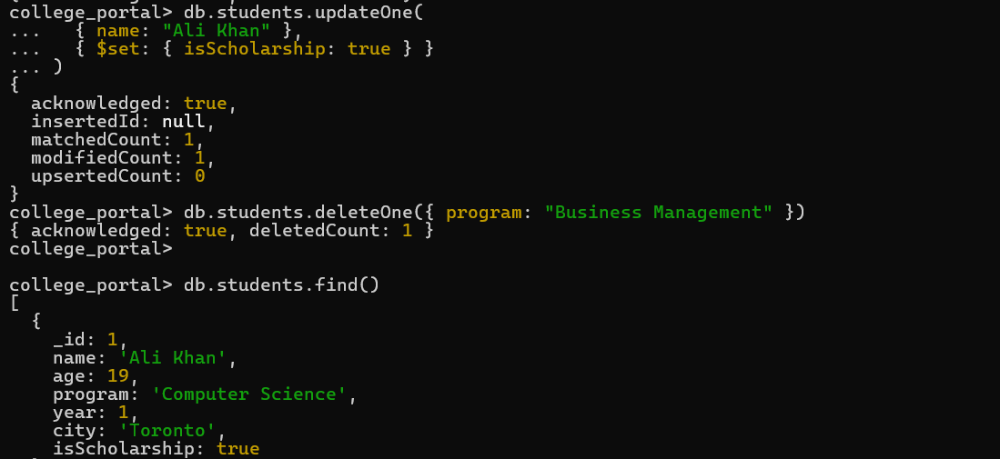 college_portal> db.students.updateOne(
...   { name: "Ali Khan" },
...   { $set: { isScholarship: true } }
... )
{
  acknowledged: true,
  insertedId: null,
  matchedCount: 1,
  modifiedCount: 1,
  upsertedCount: 0
}
college_portal> db.students.deleteOne({ program: "Business Management" })
{ acknowledged: true, deletedCount: 1 }
college_portal>
college_portal> db.students.find()
[
  {
    _id: 1,
    name: 'Ali Khan',
    age: 19,
    program: 'Computer Science',
    year: 1,
    city: 'Toronto',
    isScholarship: true